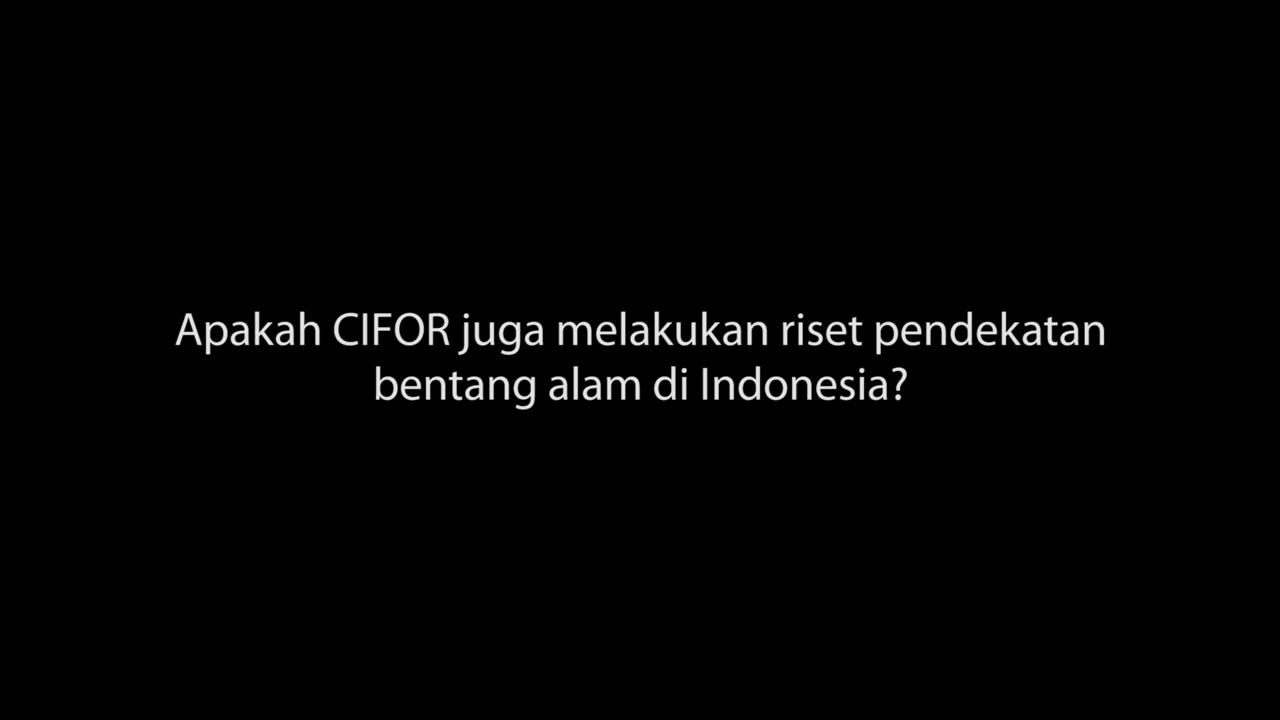 Apakah CIFOR juga melakukan riset pendekatan
bentang alam di Indonesia?